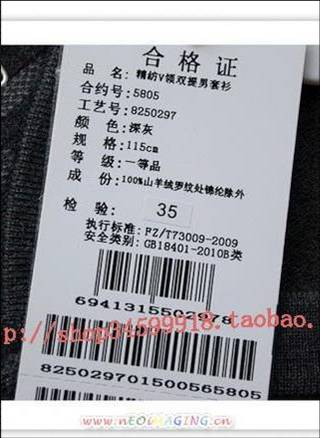 合格证
品 名: 精纺V领双提男套衫
合约号: 5805
工艺号: 8250297
颜 色: 深灰
规 格: 115cm
等 级: 一等品
成 份: 100%山羊绒罗纹处锦纶除外
检 验: 35
执行标准: FZ/T73009-2009
安全类别: GB18401-2010B类
6941315502978
p://shop34599918.taobao.
825029701500565805
www.nEOiMAGING.cn